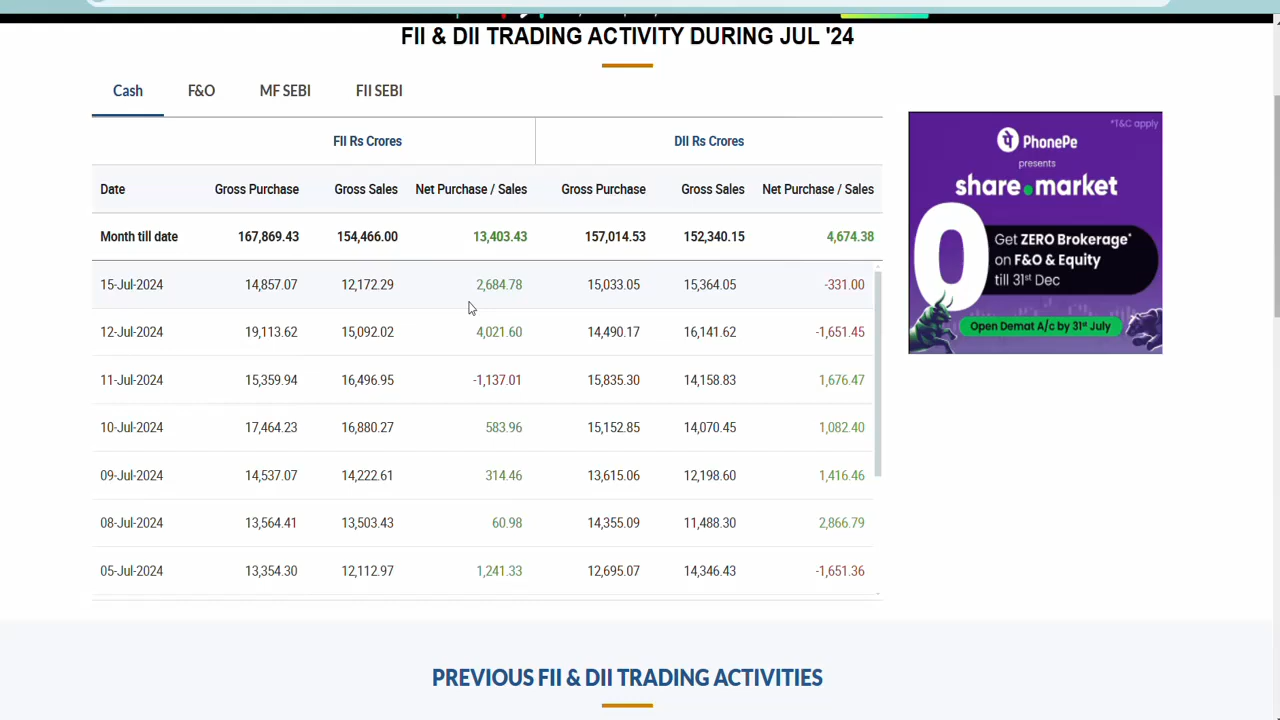 FII & DII TRADING ACTIVITY DURING JUL '24
Cash F&O MF SEBI FII SEBI
FII Rs Crores DII Rs Crores
Date Gross Purchase Gross Sales Net Purchase / Sales Gross Purchase Gross Sales Net Purchase / Sales
Month till date 167,869.43 154,466.00 13,403.43 157,014.53 152,340.15 4,674.38
15-Jul-2024 14,857.07 12,172.29 2,684.78 15,033.05 15,364.05 -331.00
12-Jul-2024 19,113.62 15,092.02 4,021.60 14,490.17 16,141.62 -1,651.45
11-Jul-2024 15,359.94 16,496.95 -1,137.01 15,835.30 14,158.83 1,676.47
10-Jul-2024 17,464.23 16,880.27 583.96 15,152.85 14,070.45 1,082.40
09-Jul-2024 14,537.07 14,222.61 314.46 13,615.06 12,198.60 1,416.46
08-Jul-2024 13,564.41 13,503.43 60.98 14,355.09 11,488.30 2,866.79
05-Jul-2024 13,354.30 12,112.97 1,241.33 12,695.07 14,346.43 -1,651.36
*T&C apply
पे PhonePe
presents
share.market
0
Get ZERO Brokerage*
on F&O & Equity
till 31st Dec
Open Demat A/c by 31st July
PREVIOUS FII & DII TRADING ACTIVITIES